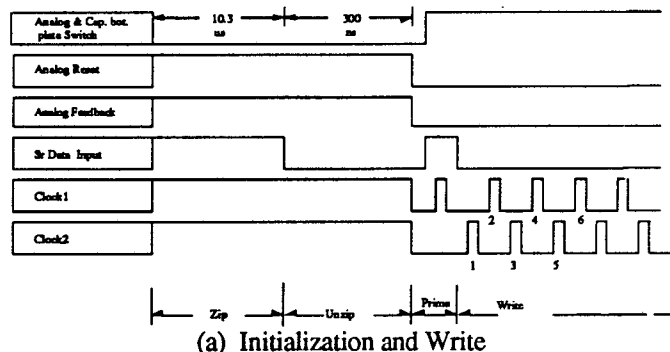 Analog & Cap. bot.
plate Switch
10.3
us
300
ns
Analog Reset
Analog Feedback
Sr Data Input
Clock1
2 4 6
Clock2
1 3 5
Zip Unzip Prime Write
(a) Initialization and Write